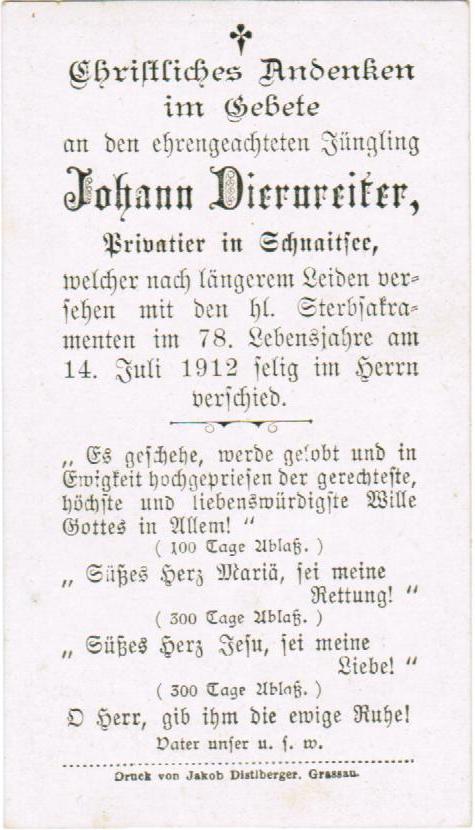 Christliches Andenken
im Gebete
an den ehrengeachteten Jüngling
Johann Diernreiter,
Privatier in Schnaitsee,
welcher nach längerem Leiden ver-
sehen mit den hl. Sterbsakra-
menten im 78. Lebensjahre am
14. Juli 1912 selig im Herrn
verschied.
„Es geschehe, werde gelobt und in
Ewigkeit hochgepriesen der gerechteste,
höchste und liebenswürdigste Wille
Gottes in Allem!“
( 100 Tage Ablaß. )
„Süßes Herz Mariä, sei meine
Rettung!“
( 300 Tage Ablaß. )
„Süßes Herz Jesu, sei meine
Liebe!“
( 300 Tage Ablaß. )
O Herr, gib ihm die ewige Ruhe!
Vater unser u. s. w.
Druck von Jakob Distlberger, Grassau.